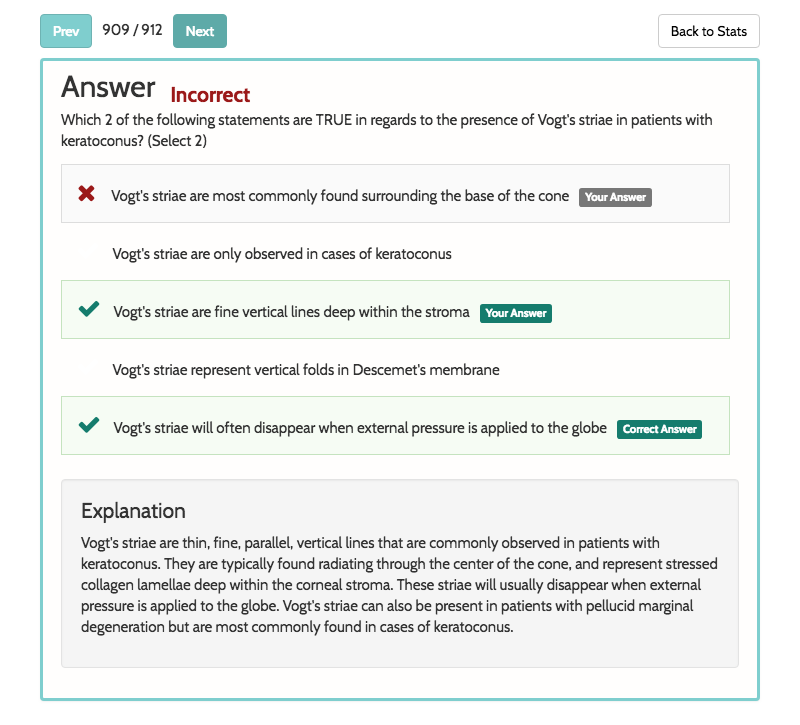 Prev 909 / 912 Next Back to Stats
Answer Incorrect
Which 2 of the following statements are TRUE in regards to the presence of Vogt's striae in patients with
keratoconus? (Select 2)
Vogt's striae are most commonly found surrounding the base of the cone Your Answer
Vogt's striae are only observed in cases of keratoconus
Vogt's striae are fine vertical lines deep within the stroma Your Answer
Vogt's striae represent vertical folds in Descemet's membrane
Vogt's striae will often disappear when external pressure is applied to the globe Correct Answer
Explanation
Vogt's striae are thin, fine, parallel, vertical lines that are commonly observed in patients with
keratoconus. They are typically found radiating through the center of the cone, and represent stressed
collagen lamellae deep within the corneal stroma. These striae will usually disappear when external
pressure is applied to the globe. Vogt's striae can also be present in patients with pellucid marginal
degeneration but are most commonly found in cases of keratoconus.